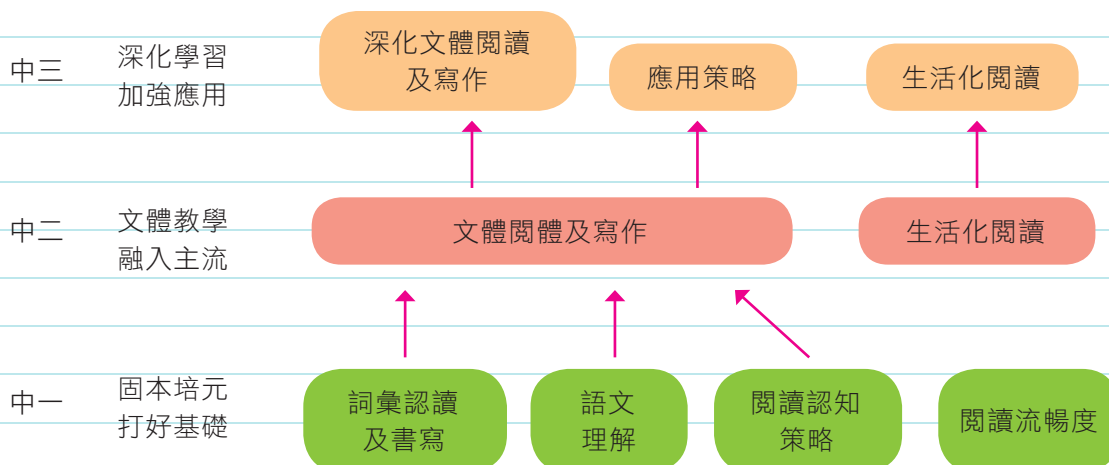 中三
深化學習
加強應用
深化文體閱讀
及寫作
應用策略
生活化閱讀
中二
文體教學
融入主流
文體閱體及寫作
生活化閱讀
中一
固本培元
打好基礎
詞彙認讀
及書寫
語文
理解
閱讀認知
策略
閱讀流暢度